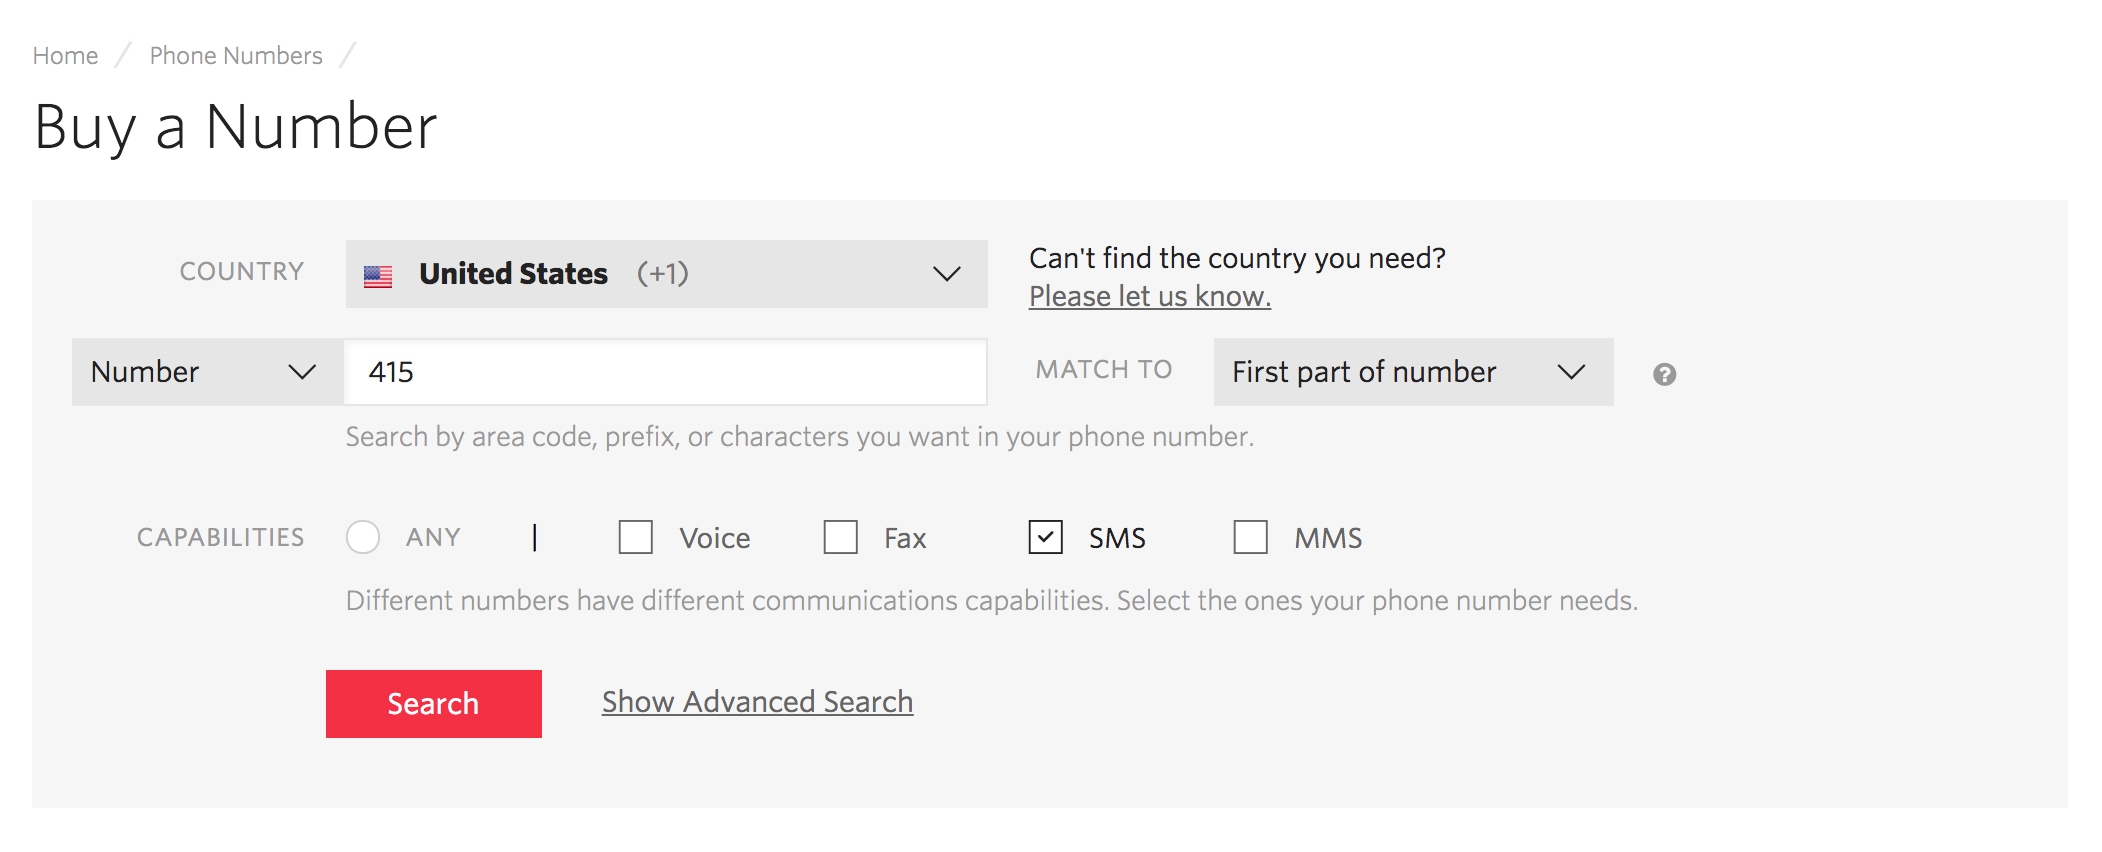 Home / Phone Numbers /
Buy a Number
COUNTRY United States (+1) Can't find the country you need?
Please let us know.
Number 415 MATCH TO First part of number ?
Search by area code, prefix, or characters you want in your phone number.
CAPABILITIES ANY | Voice Fax SMS MMS
Different numbers have different communications capabilities. Select the ones your phone number needs.
Search Show Advanced Search